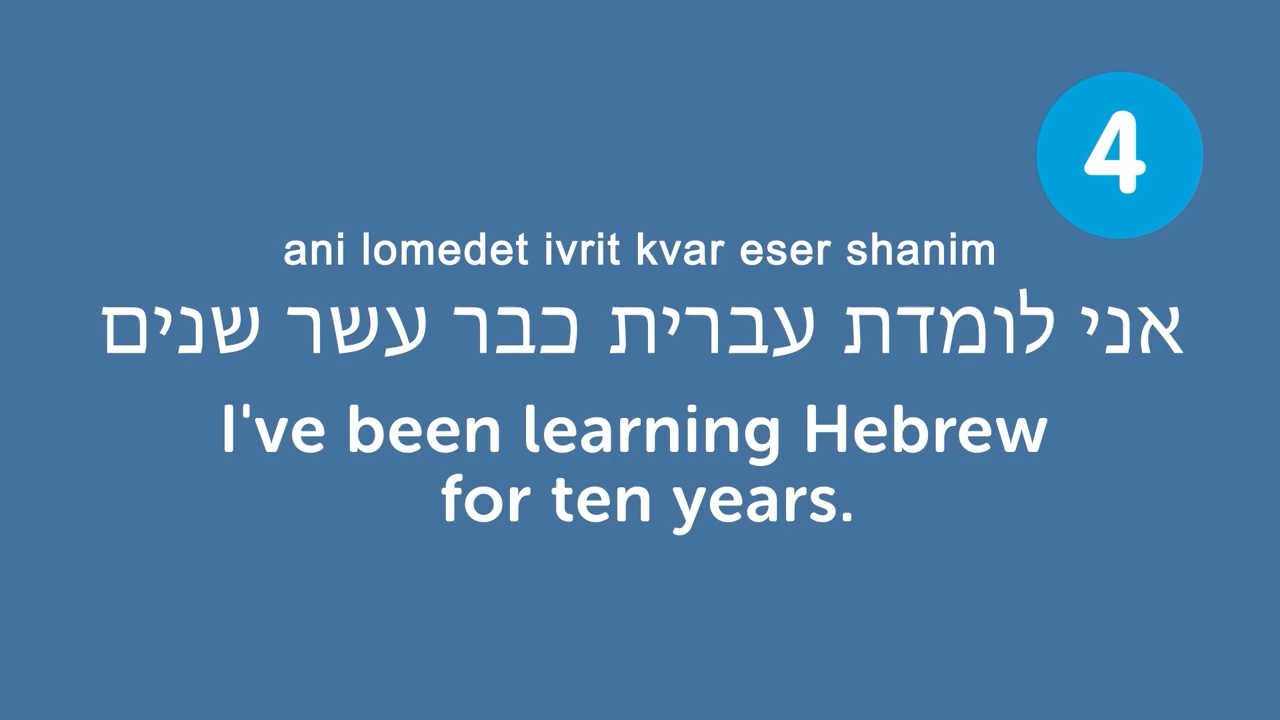 4
ani lomedet ivrit kvar eser shanim
אני לומדת עברית כבר עשר שנים
I've been learning Hebrew
for ten years.